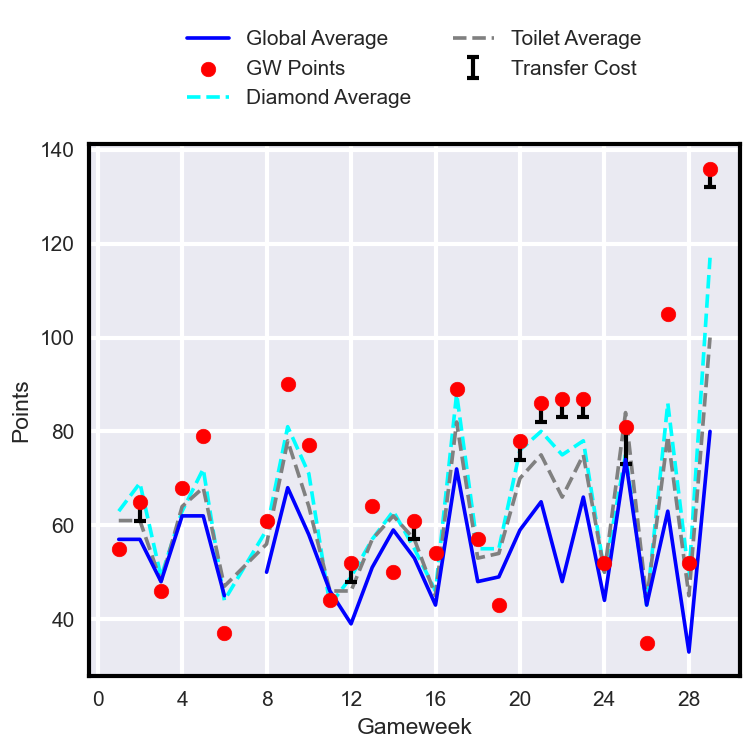 Global Average
GW Points
Diamond Average
Toilet Average
Transfer Cost
140
120
100
80
60
40
Points
0 4 8 12 16 20 24 28
Gameweek